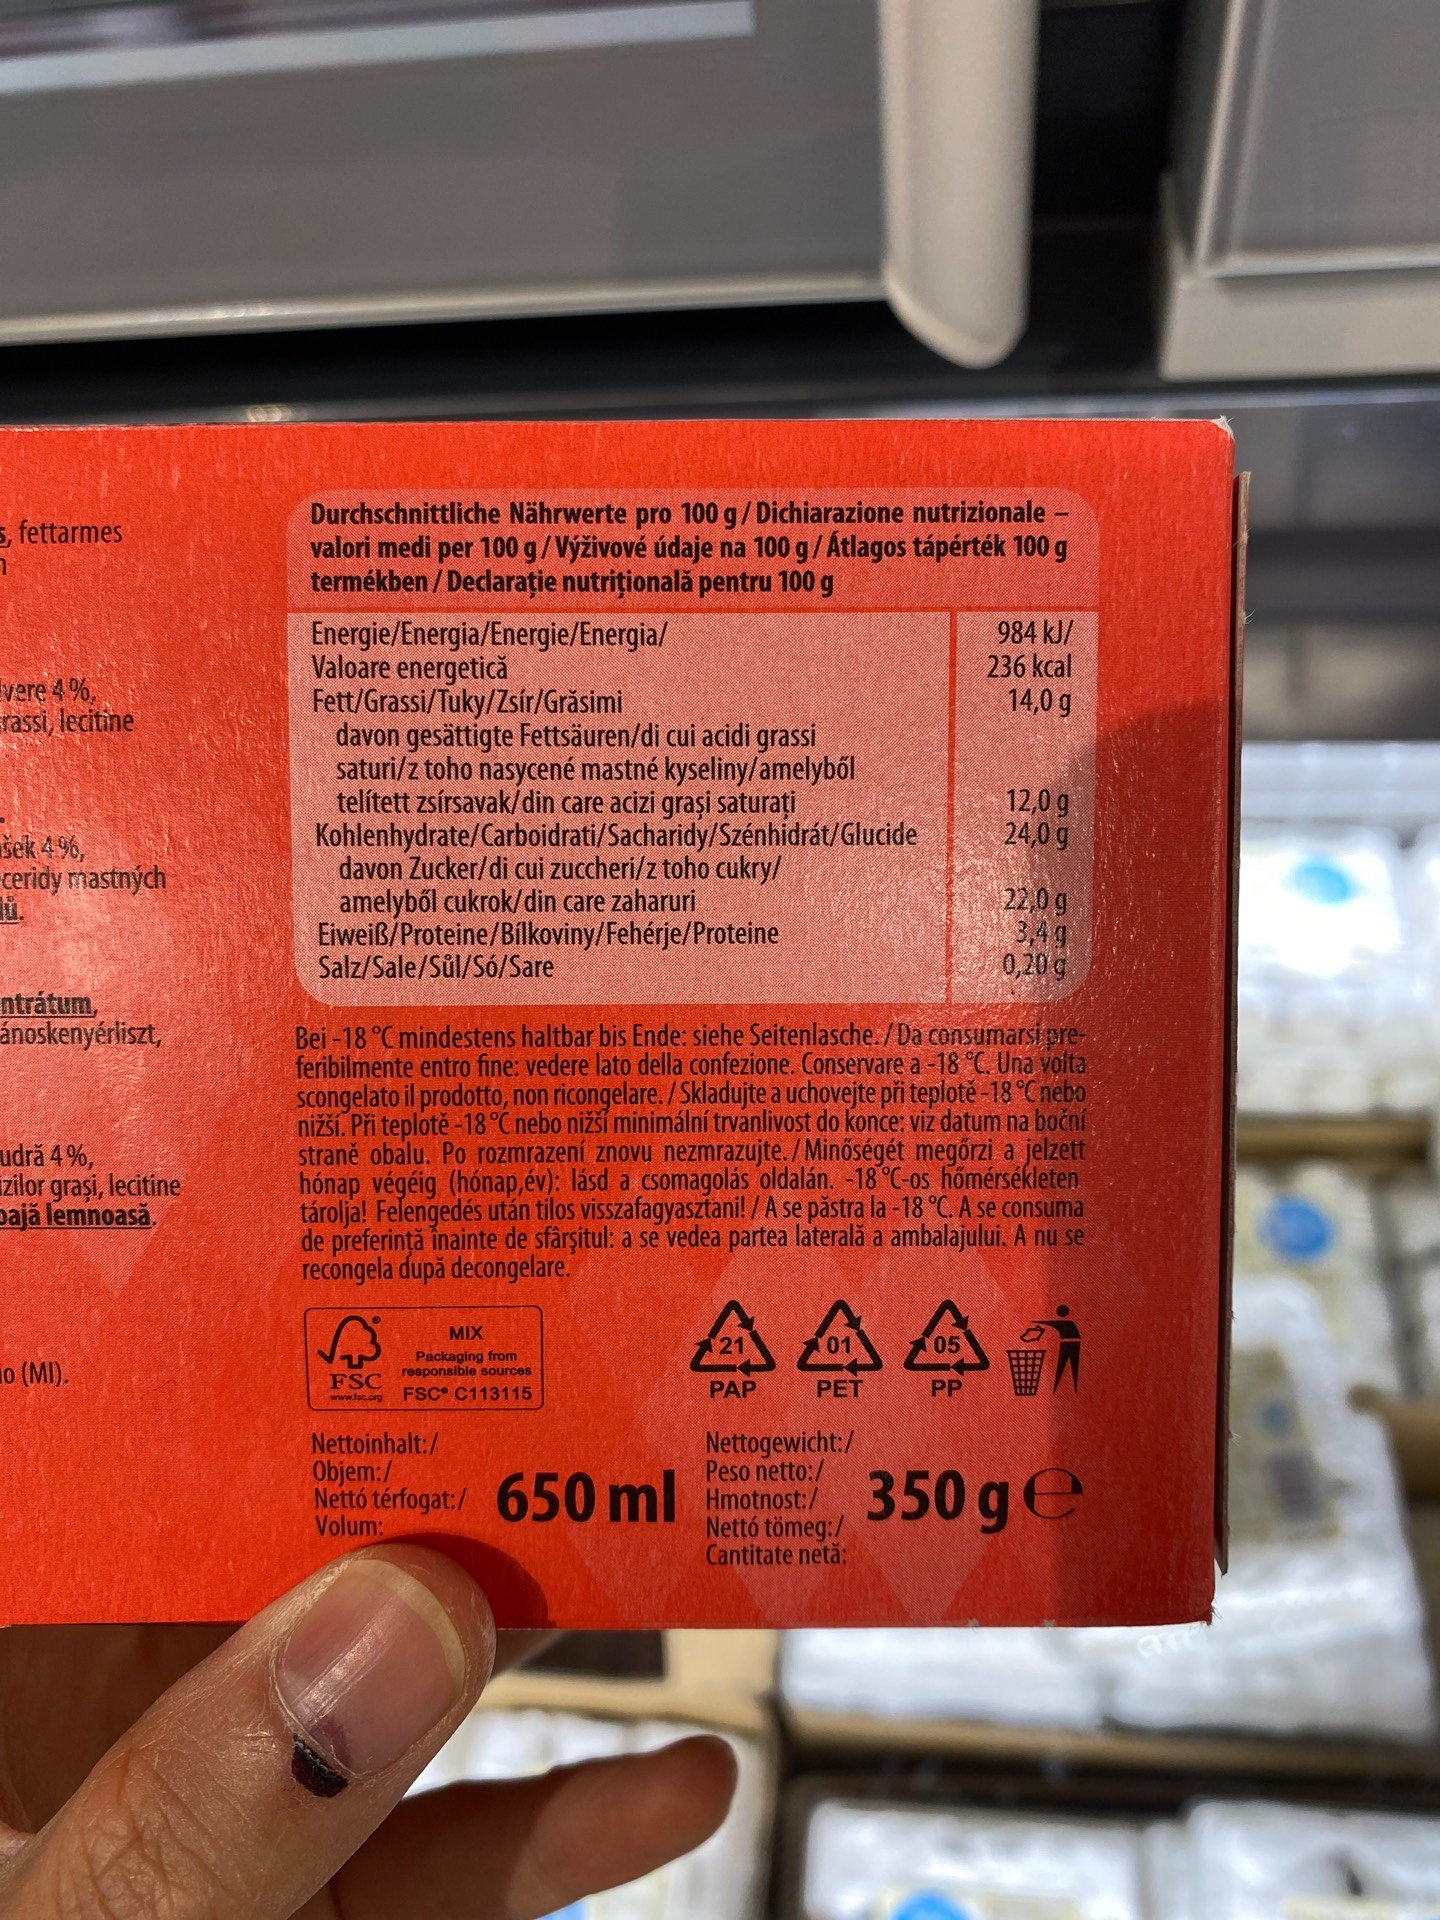 fettarmes
4 %,
lecitine
4 %,
mastných
ntrátum,
ánoskenyérliszt,
4 %,
grași, lecitine
lemnoasă.
(MI).
Durchschnittliche Nährwerte pro 100 g / Dichiarazione nutrizionale –
valori medi per 100 g / Výživové údaje na 100 g / Átlagos tápérték 100 g
termékben / Declarație nutrițională pentru 100 g
Energie/Energia/Energie/Energia/ 984 kJ/
Valoare energetică 236 kcal
Fett/Grassi/Tuky/Zsír/Grăsimi 14,0 g
davon gesättigte Fettsäuren/di cui acidi grassi
saturi/z toho nasycené mastné kyseliny/amelyből
telített zsírsavak/din care acizi grași saturați 12,0 g
Kohlenhydrate/Carboidrati/Sacharidy/Szénhidrát/Glucide 24,0 g
davon Zucker/di cui zuccheri/z toho cukry/
amelyből cukrok/din care zaharuri 22,0 g
Eiweiß/Proteine/Bílkoviny/Fehérje/Proteine 3,4 g
Salz/Sale/Sůl/Só/Sare 0,20 g
Bei -18 °C mindestens haltbar bis Ende: siehe Seitenlasche. / Da consumarsi pre-
feribilmente entro fine: vedere lato della confezione. Conservare a -18 °C. Una volta
scongelato il prodotto, non ricongelare. / Skladujte a uchovejte při teplotě -18 °C nebo
nižší. Při teplotě -18 °C nebo nižší minimální trvanlivost do konce: viz datum na boční
straně obalu. Po rozmrazení znovu nezmrazujte. / Minőségét megőrzi a jelzett
hónap végéig (hónap,év): lásd a csomagolás oldalán. -18 °C-os hőmérsékleten
tárolja! Felengedés után tilos visszafagyasztani! / A se păstra la -18 °C. A se consuma
de preferință înainte de sfârșitul: a se vedea partea laterală a ambalajului. A nu se
recongela după decongelare.
FSC
www.fsc.org
MIX
Packaging from
responsible sources
FSC® C113115
21
PAP
01
PET
05
PP
Nettoinhalt:/
Objem:/
Nettó térfogat:/
Volum:
650 ml
Nettogewicht:/
Peso netto:/
Hmotnost:/
Nettó tömeg:/
Cantitate netă:
350 g ℮